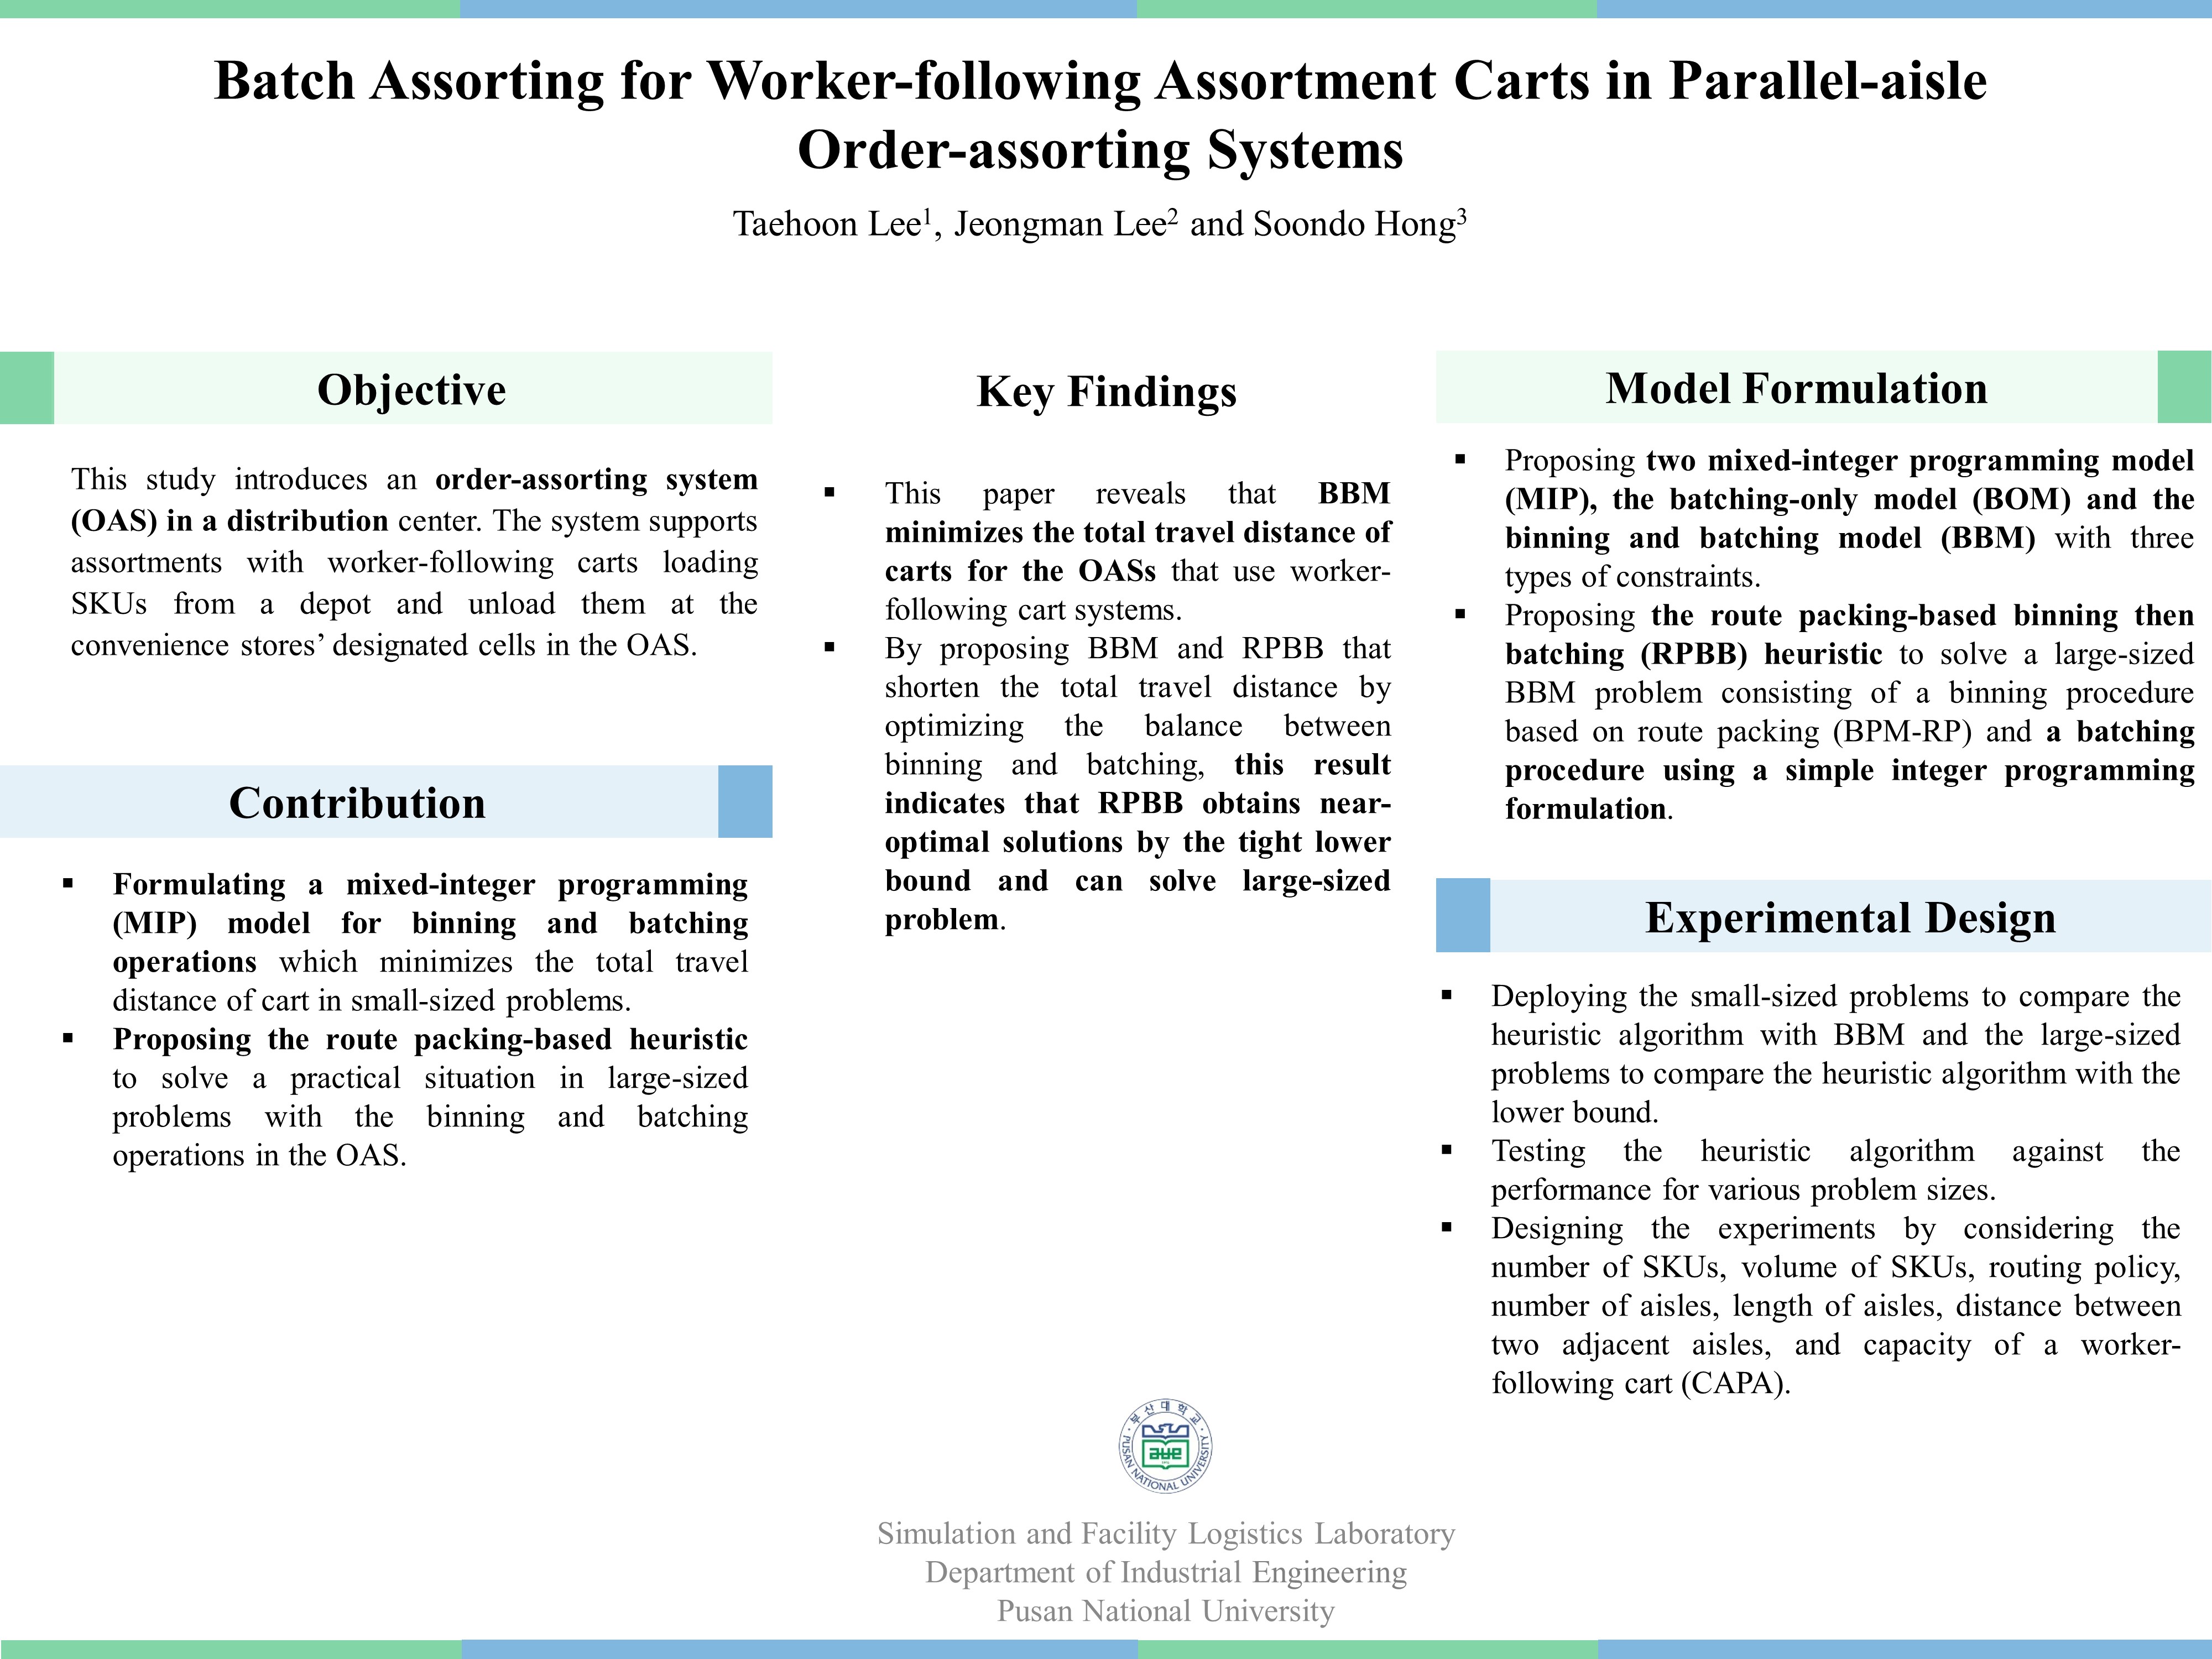 Batch Assorting for Worker-following Assortment Carts in Parallel-aisle
Order-assorting Systems
Taehoon Lee1, Jeongman Lee2 and Soondo Hong3
Objective
This study introduces an order-assorting system
(OAS) in a distribution center. The system supports
assortments with worker-following carts loading
SKUs from a depot and unload them at the
convenience stores’ designated cells in the OAS.
Contribution
▪ Formulating a mixed-integer programming
(MIP) model for binning and batching
operations which minimizes the total travel
distance of cart in small-sized problems.
▪ Proposing the route packing-based heuristic
to solve a practical situation in large-sized
problems with the binning and batching
operations in the OAS.
Key Findings
▪ This paper reveals that BBM
minimizes the total travel distance of
carts for the OASs that use worker-
following cart systems.
▪ By proposing BBM and RPBB that
shorten the total travel distance by
optimizing the balance between
binning and batching, this result
indicates that RPBB obtains near-
optimal solutions by the tight lower
bound and can solve large-sized
problem.
Model Formulation
▪ Proposing two mixed-integer programming model
(MIP), the batching-only model (BOM) and the
binning and batching model (BBM) with three
types of constraints.
▪ Proposing the route packing-based binning then
batching (RPBB) heuristic to solve a large-sized
BBM problem consisting of a binning procedure
based on route packing (BPM-RP) and a batching
procedure using a simple integer programming
formulation.
Experimental Design
▪ Deploying the small-sized problems to compare the
heuristic algorithm with BBM and the large-sized
problems to compare the heuristic algorithm with the
lower bound.
▪ Testing the heuristic algorithm against the
performance for various problem sizes.
▪ Designing the experiments by considering the
number of SKUs, volume of SKUs, routing policy,
number of aisles, length of aisles, distance between
two adjacent aisles, and capacity of a worker-
following cart (CAPA).
부산대학교
PUSAN NATIONAL UNIVERSITY
Simulation and Facility Logistics Laboratory
Department of Industrial Engineering
Pusan National University